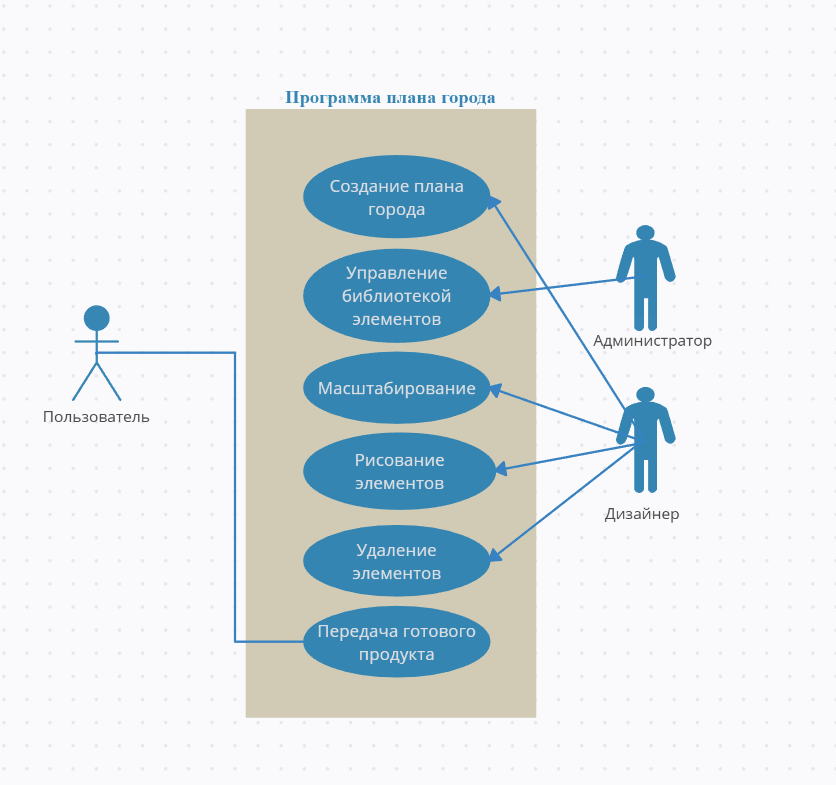 Программа плана города
Создание плана
города
Управление
библиотекой
элементов
Масштабирование
Рисование
элементов
Удаление
элементов
Передача готового
продукта
Пользователь
Администратор
Дизайнер